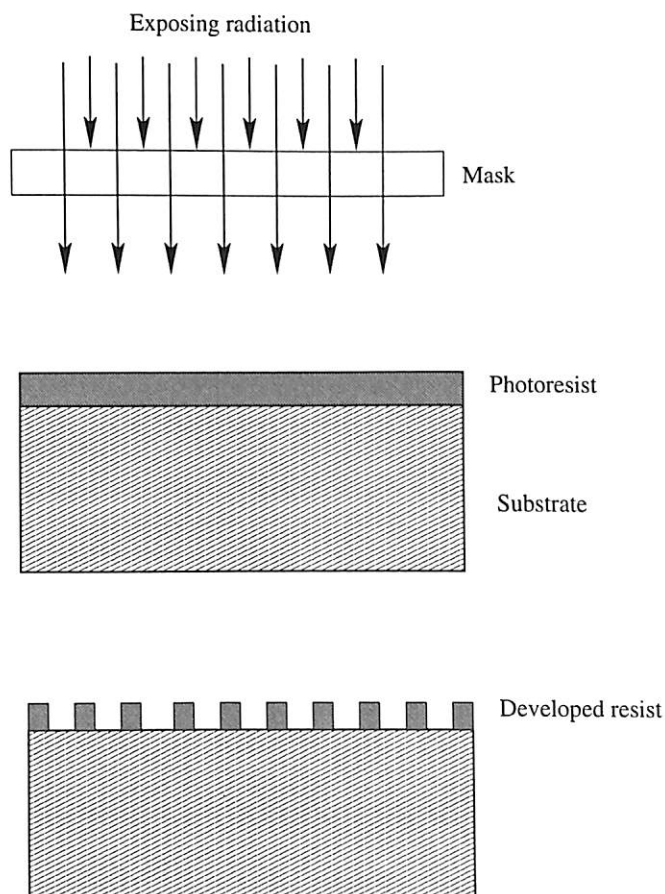 Exposing radiation
Mask
Photoresist
Substrate
Developed resist